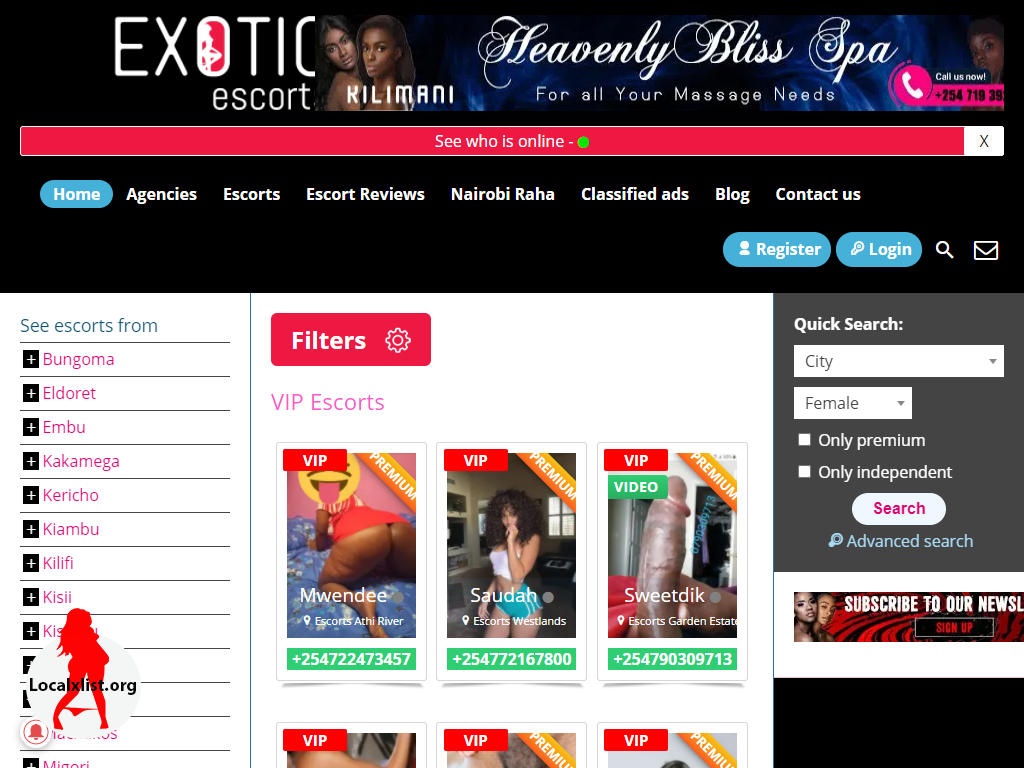 EXOTIC
escort
Heavenly Bliss Spa
KILIMANI
For all Your Massage Needs
Call us now!
+254 719 39
See who is online -
X
Home
Agencies
Escorts
Escort Reviews
Nairobi Raha
Classified ads
Blog
Contact us
Register
Login
See escorts from
Bungoma
Eldoret
Embu
Kakamega
Kericho
Kiambu
Kilifi
Kisii
Localxlist.org
Migori
Filters
VIP Escorts
VIP
PREMIUM
Mwendee
Escorts Athi River
+254722473457
VIP
PREMIUM
Saudah
Escorts Westlands
+254772167800
VIP
PREMIUM
VIDEO
0790309713
Sweetdik
Escorts Garden Estate
+254790309713
VIP
VIP
PREMIUM
VIP
PREMIUM
Quick Search:
City
Female
Only premium
Only independent
Search
Advanced search
SUBSCRIBE TO OUR NEWSL
SIGN UP